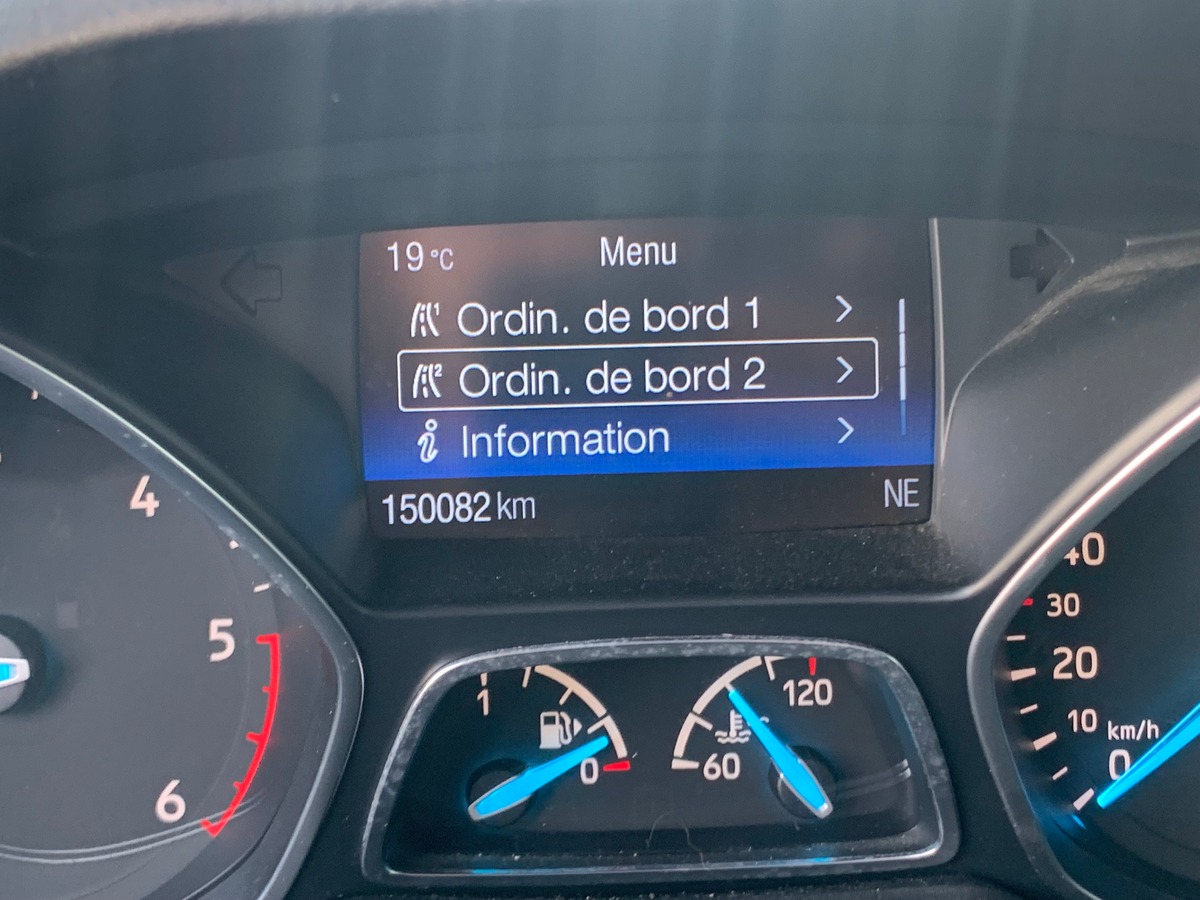 19 °C Menu
Ordin. de bord 1
Ordin. de bord 2
Information
150082 km NE
4
5
6
1
0
60
120
40
30
20
10 km/h
0